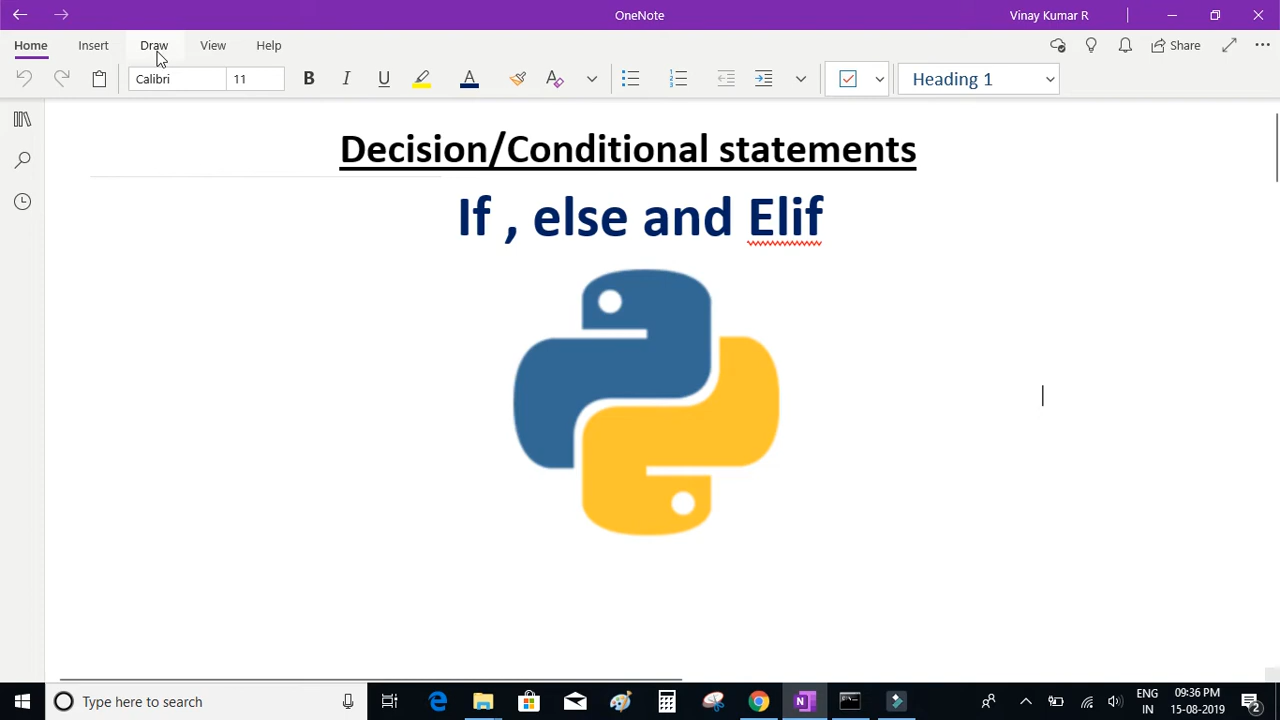 OneNote
Vinay Kumar R
Home
Insert
Draw
View
Help
Share
Calibri
11
Heading 1
Decision/Conditional statements
If , else and Elif
Type here to search
ENG
IN
09:36 PM
15-08-2019
2